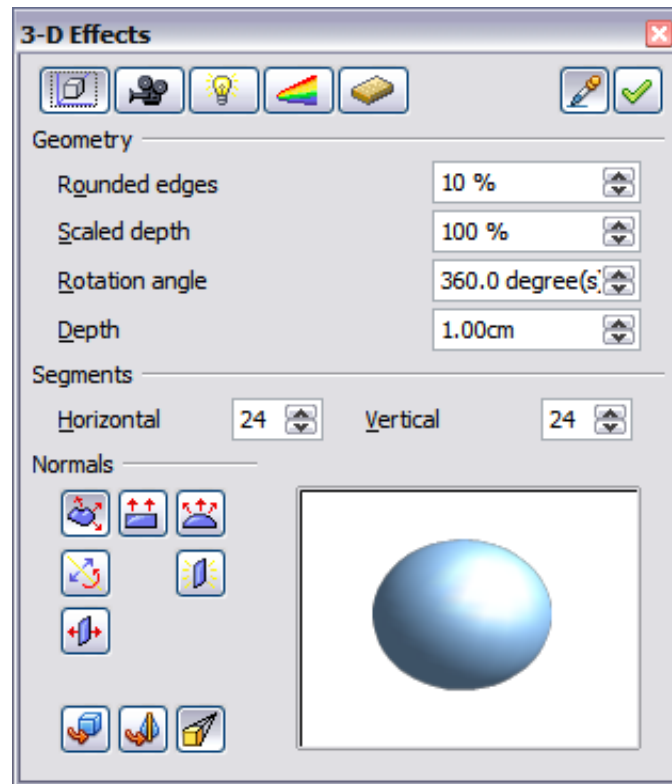 3-D Effects
Geometry
Rounded edges 10 %
Scaled depth 100 %
Rotation angle 360.0 degree(s)
Depth 1.00cm
Segments
Horizontal 24 Vertical 24
Normals